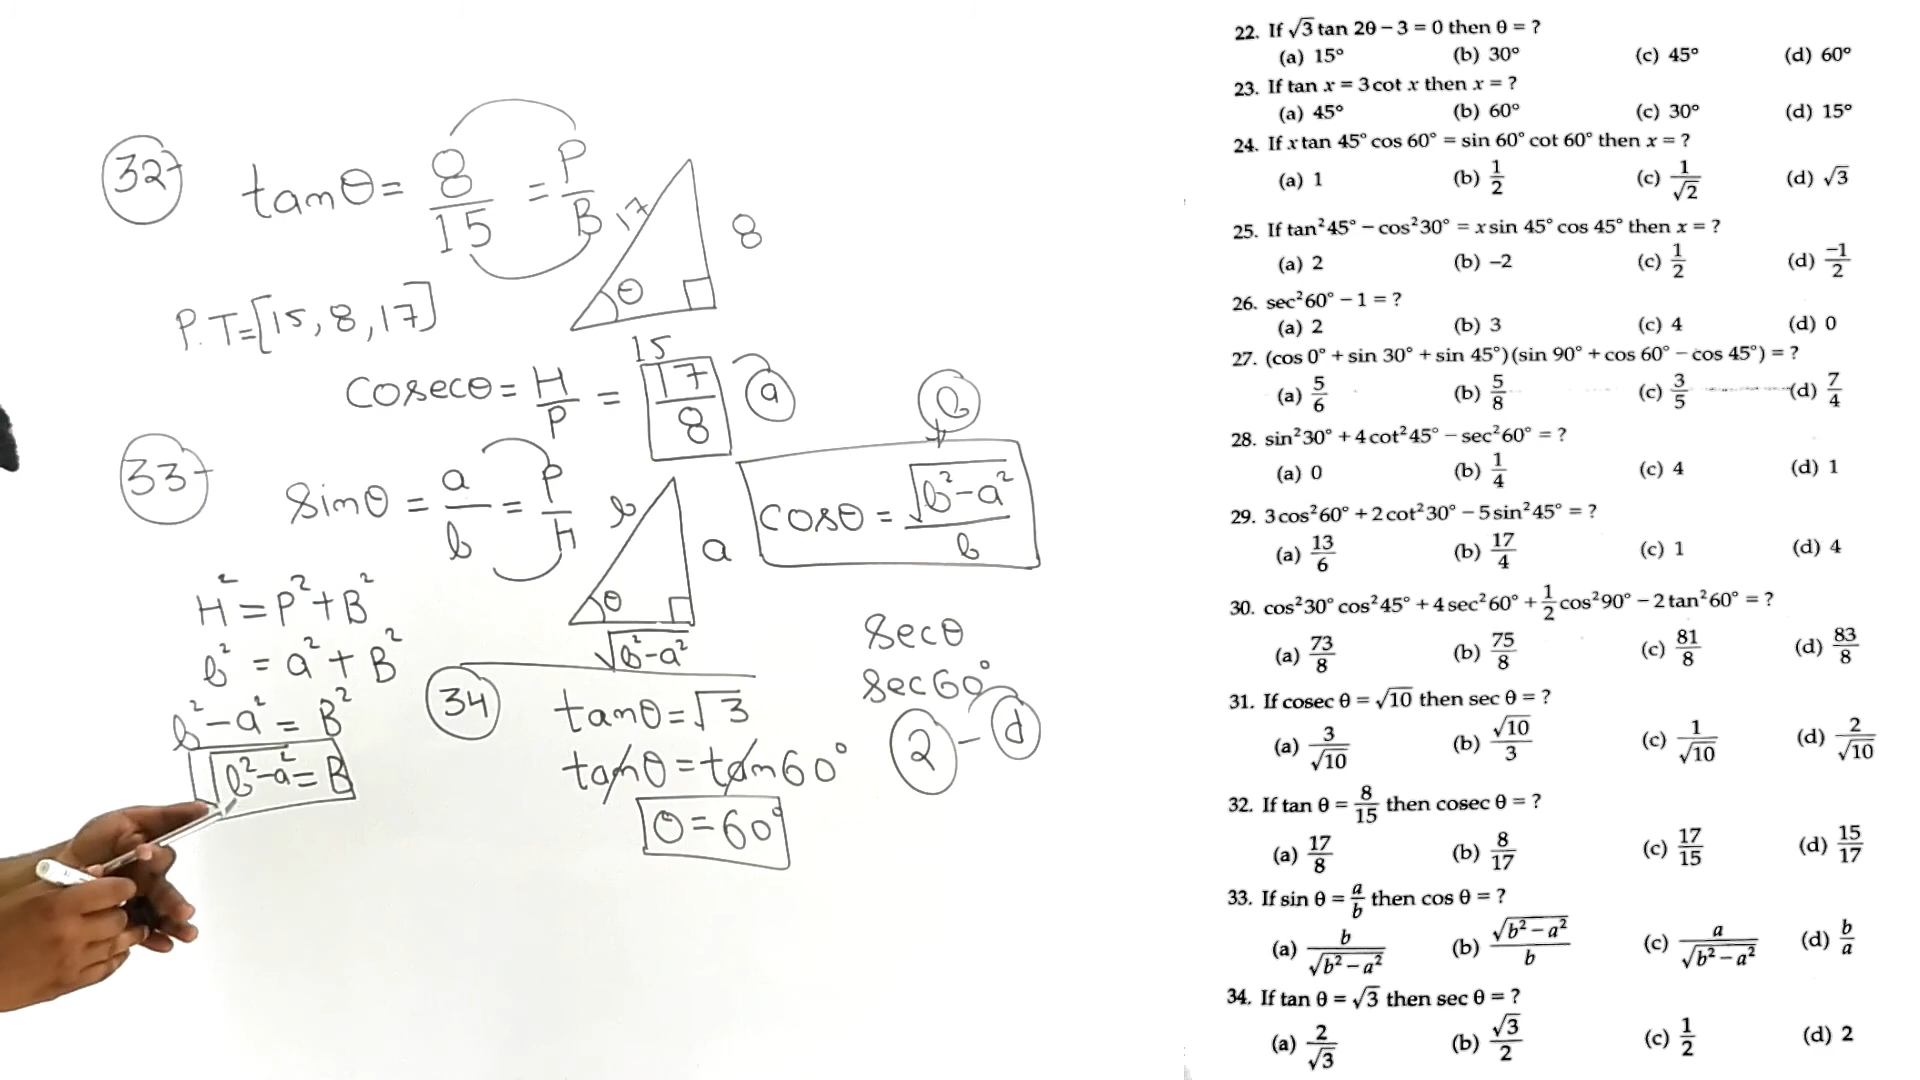 32-
tanθ = 8/15 = P/B
17
8
θ
15
P.T=[15, 8, 17]
cosecθ = H/P = 17/8 (a)
33-
sinθ = a/b = P/H
b
a
θ
√b²-a²
(b)
cosθ = √b²-a²/b
H² = P² + B²
b² = a² + B²
b² - a² = B²
√b²-a² = B
34
tanθ = √3
tanθ = tan60°
θ = 60°
secθ
sec60°
2 - (d)
22. If √3 tan 2θ − 3 = 0 then θ = ?
(a) 15° (b) 30° (c) 45° (d) 60°
23. If tan x = 3 cot x then x = ?
(a) 45° (b) 60° (c) 30° (d) 15°
24. If x tan 45° cos 60° = sin 60° cot 60° then x = ?
(a) 1 (b) 1/2 (c) 1/√2 (d) √3
25. If tan²45° − cos²30° = x sin 45° cos 45° then x = ?
(a) 2 (b) −2 (c) 1/2 (d) −1/2
26. sec²60° − 1 = ?
(a) 2 (b) 3 (c) 4 (d) 0
27. (cos 0° + sin 30° + sin 45°)(sin 90° + cos 60° − cos 45°) = ?
(a) 5/6 (b) 5/8 (c) 3/5 (d) 7/4
28. sin²30° + 4 cot²45° − sec²60° = ?
(a) 0 (b) 1/4 (c) 4 (d) 1
29. 3 cos²60° + 2 cot²30° − 5 sin²45° = ?
(a) 13/6 (b) 17/4 (c) 1 (d) 4
30. cos²30° cos²45° + 4 sec²60° + 1/2 cos²90° − 2 tan²60° = ?
(a) 73/8 (b) 75/8 (c) 81/8 (d) 83/8
31. If cosec θ = √10 then sec θ = ?
(a) 3/√10 (b) √10/3 (c) 1/√10 (d) 2/√10
32. If tan θ = 8/15 then cosec θ = ?
(a) 17/8 (b) 8/17 (c) 17/15 (d) 15/17
33. If sin θ = a/b then cos θ = ?
(a) b/√b² − a² (b) √b² − a²/b (c) a/√b² − a² (d) b/a
34. If tan θ = √3 then sec θ = ?
(a) 2/√3 (b) √3/2 (c) 1/2 (d) 2